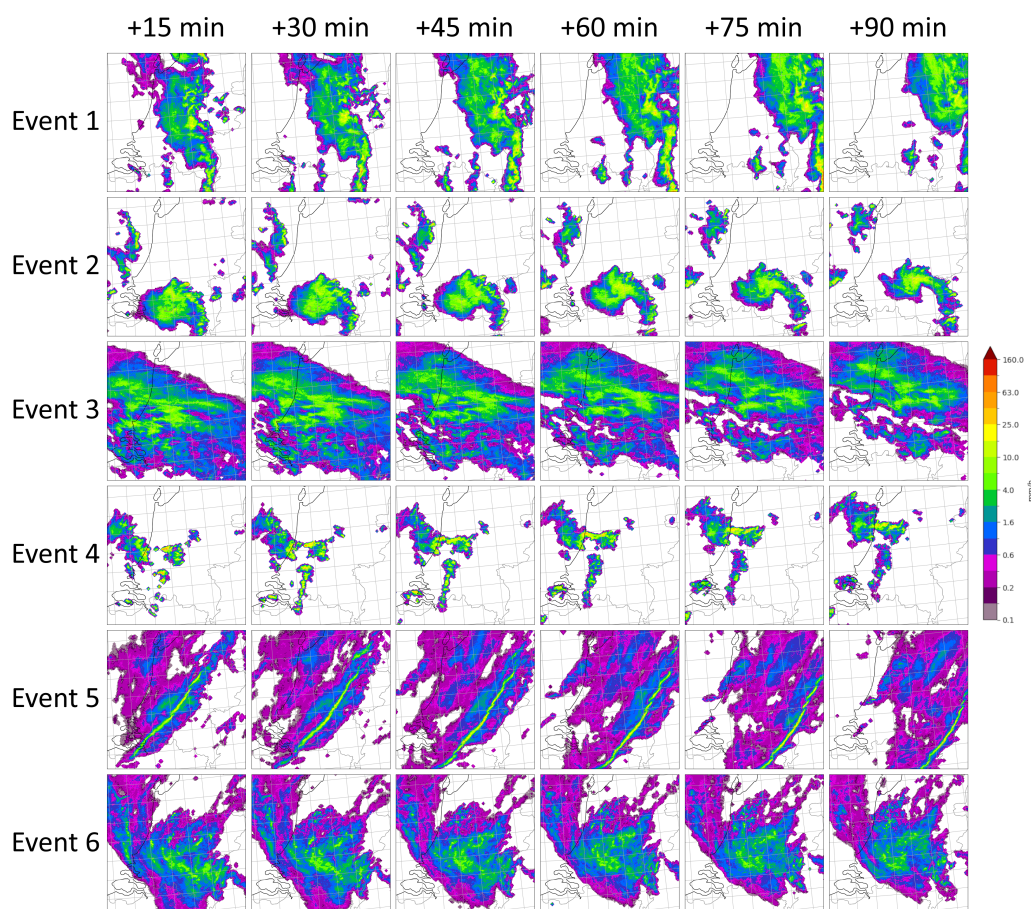 +15 min +30 min +45 min +60 min +75 min +90 min
Event 1
Event 2
Event 3
160.0
63.0
25.0
10.0
4.0
1.6
0.6
0.2
0.1
mm/h
Event 4
Event 5
Event 6